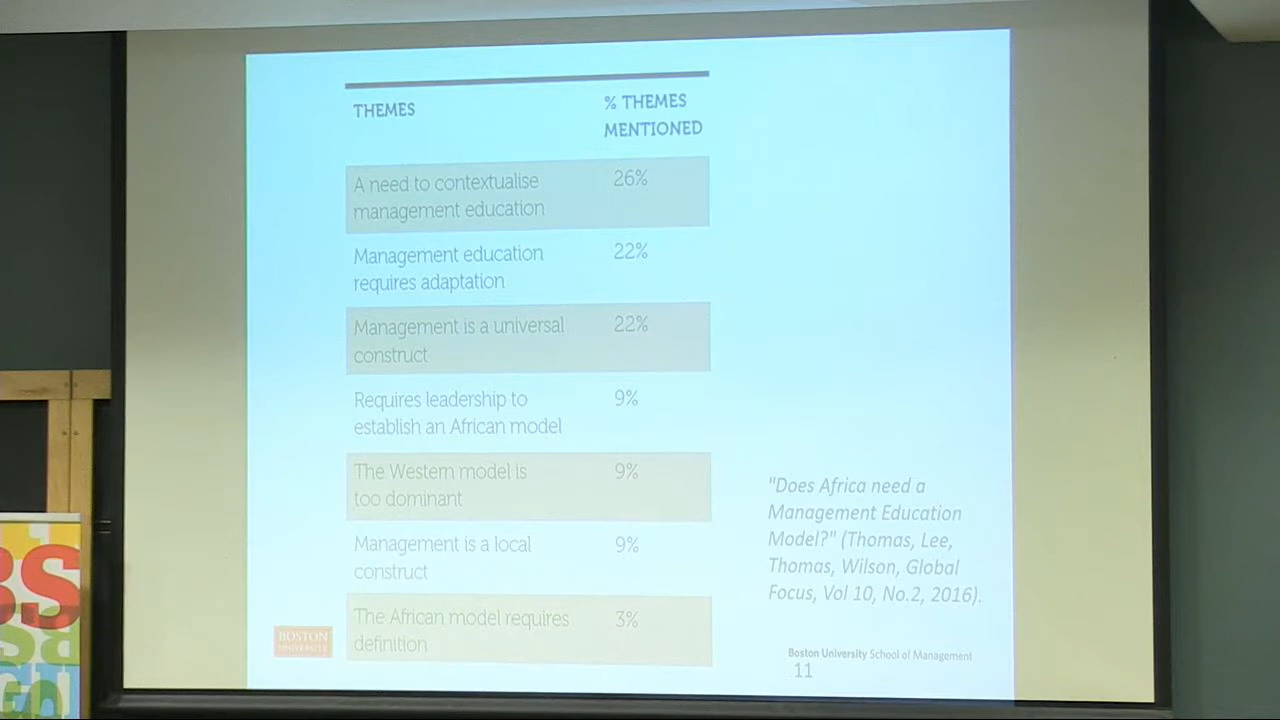 THEMES
% THEMES
MENTIONED
A need to contextualise
management education
26%
Management education
requires adaptation
22%
Management is a universal
construct
22%
Requires leadership to
establish an African model
9%
The Western model is
too dominant
9%
Management is a local
construct
9%
The African model requires
definition
3%
"Does Africa need a
Management Education
Model?" (Thomas, Lee,
Thomas, Wilson, Global
Focus, Vol 10, No.2, 2016).
BOSTON
UNIVERSITY
Boston University School of Management
11
BS